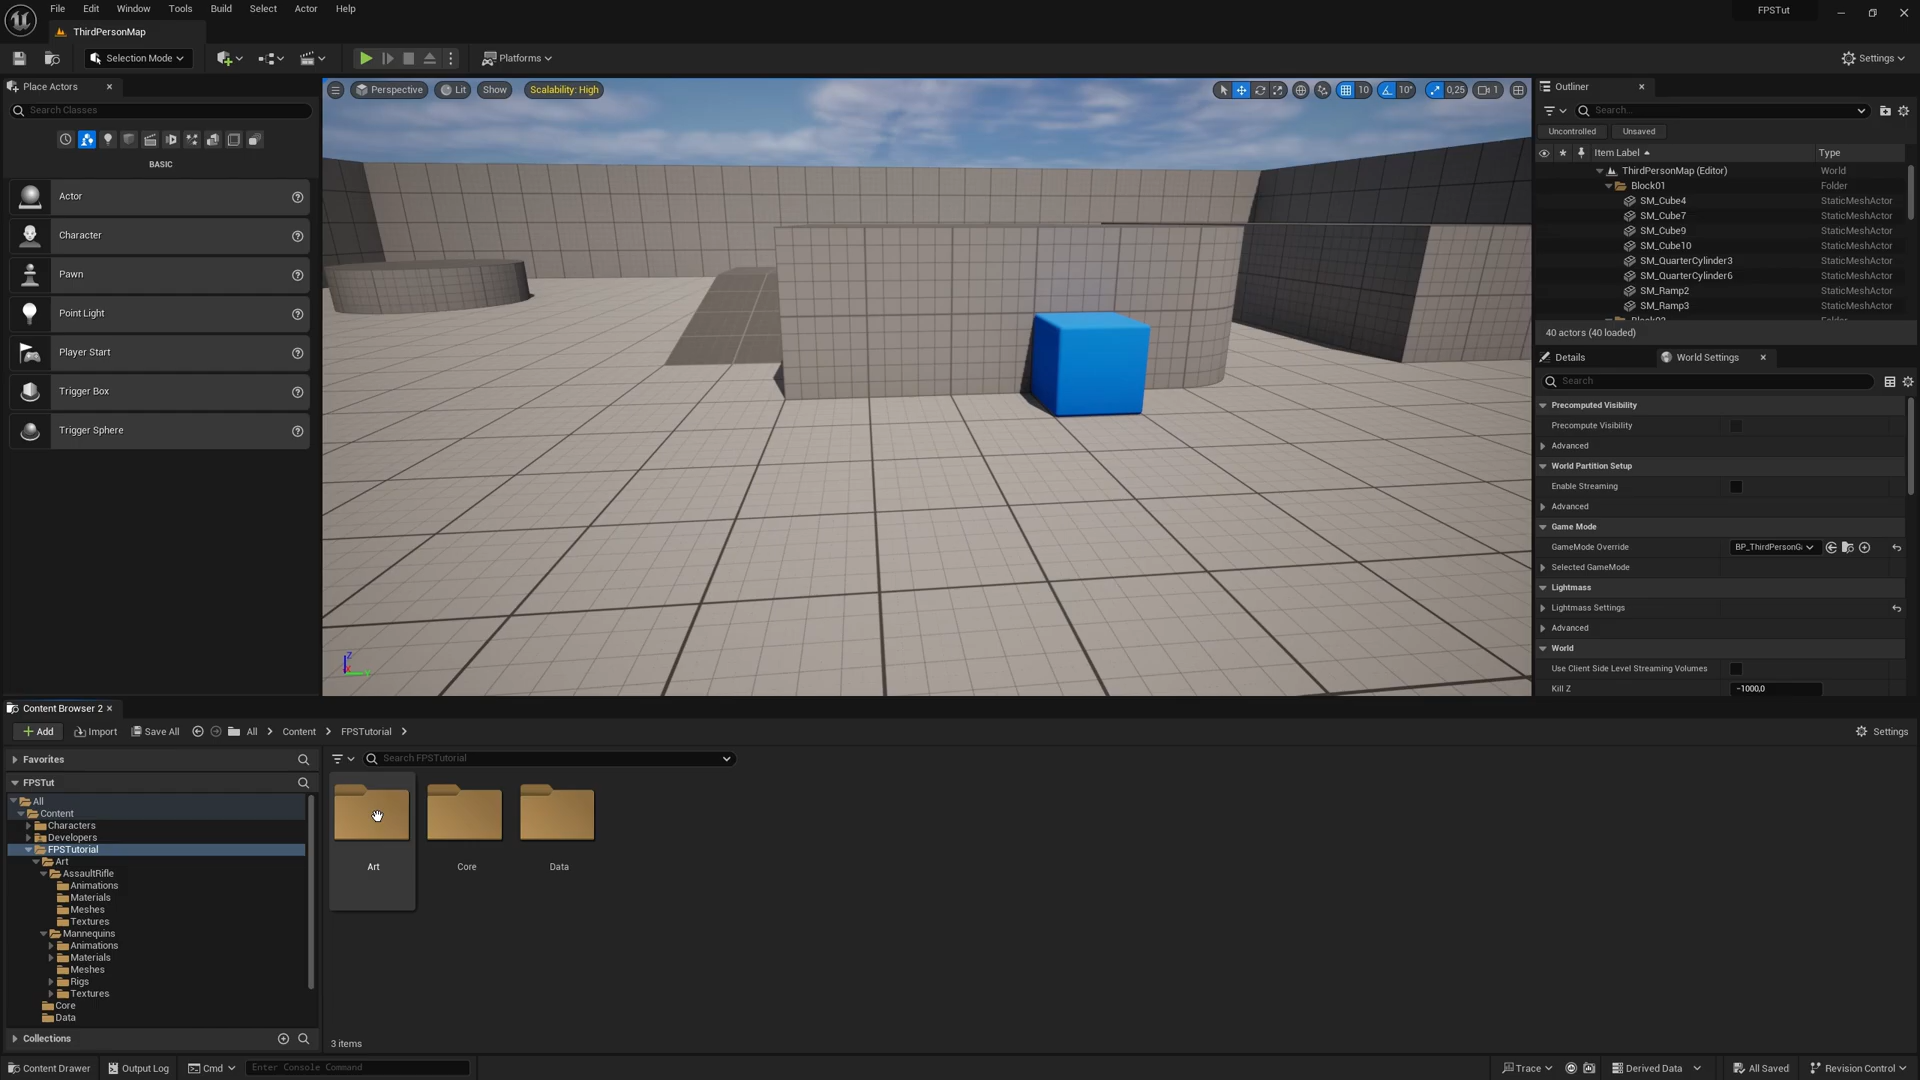 File Edit Window Tools Build Select Actor Help
FPSTut
ThirdPersonMap
Selection Mode
Platforms
Settings
Place Actors
Search Classes
BASIC
Actor
Character
Pawn
Point Light
Player Start
Trigger Box
Trigger Sphere
Perspective Lit Show Scalability: High
10 10° 0,25 1
Z
Outliner
Search...
Uncontrolled Unsaved
Item Label Type
ThirdPersonMap (Editor) World
Block01 Folder
SM_Cube4 StaticMeshActor
SM_Cube7 StaticMeshActor
SM_Cube9 StaticMeshActor
SM_Cube10 StaticMeshActor
SM_QuarterCylinder3 StaticMeshActor
SM_QuarterCylinder6 StaticMeshActor
SM_Ramp2 StaticMeshActor
SM_Ramp3 StaticMeshActor
40 actors (40 loaded)
Details World Settings
Search
Precomputed Visibility
Precompute Visibility
Advanced
World Partition Setup
Enable Streaming
Advanced
Game Mode
GameMode Override BP_ThirdPersonG
Selected GameMode
Lightmass
Lightmass Settings
Advanced
World
Use Client Side Level Streaming Volumes
Kill Z -1000,0
Content Browser 2
Add Import Save All All Content FPSTutorial
Settings
Favorites
FPSTut
All
Content
Characters
Developers
FPSTutorial
Art
AssaultRifle
Animations
Materials
Meshes
Textures
Mannequins
Animations
Materials
Meshes
Rigs
Textures
Core
Data
Collections
Search FPSTutorial
Art Core Data
3 items
Content Drawer Output Log Cmd Enter Console Command
Trace Derived Data All Saved Revision Control